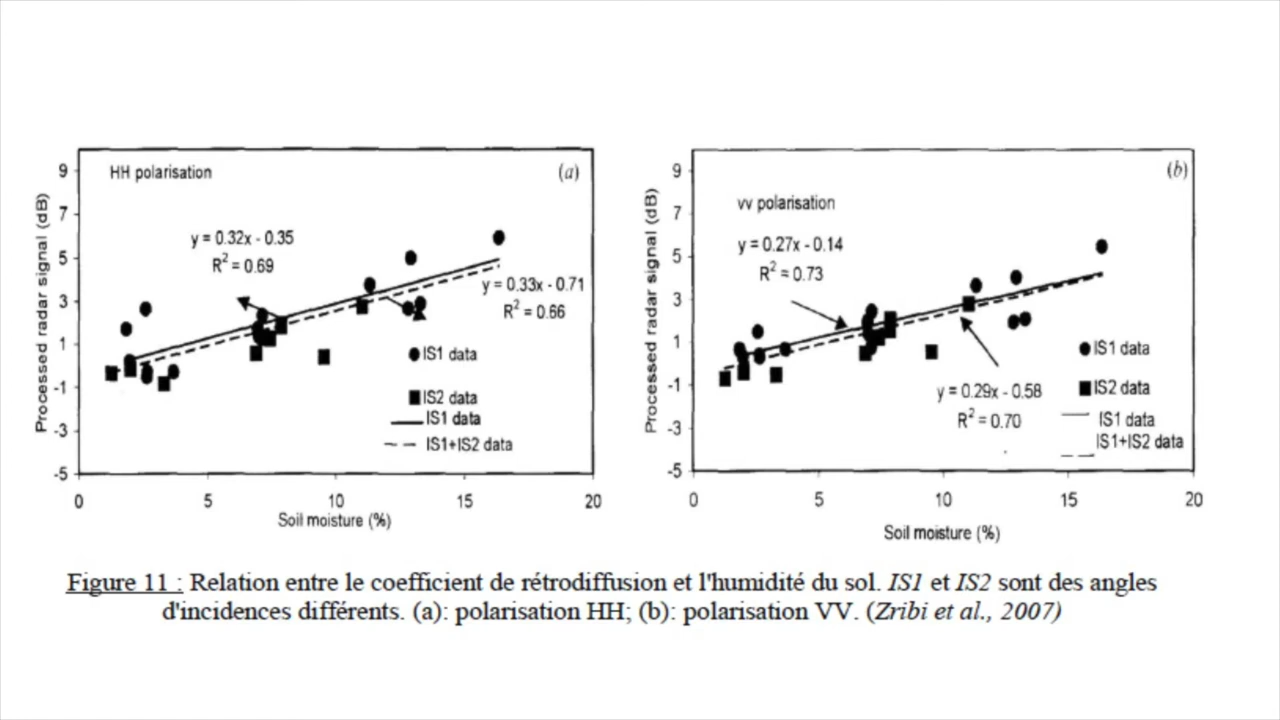 HH polarisation
(a)
y = 0.32x - 0.35
R2 = 0.69
y = 0.33x - 0.71
R2 = 0.66
IS1 data
IS2 data
IS1 data
IS1+IS2 data
Processed radar signal (dB)
9
7
5
3
1
-1
-3
-5
0 5 10 15 20
Soil moisture (%)
(b)
vv polarisation
y = 0.27x - 0.14
R2 = 0.73
y = 0.29x - 0.58
R2 = 0.70
IS1 data
IS2 data
IS1 data
IS1+IS2 data
Processed radar signal (dB)
9
7
5
3
1
-1
-3
-5
0 5 10 15 20
Soil moisture (%)
Figure 11 : Relation entre le coefficient de rétrodiffusion et l'humidité du sol. IS1 et IS2 sont des angles
d'incidences différents. (a): polarisation HH; (b): polarisation VV. (Zribi et al., 2007)